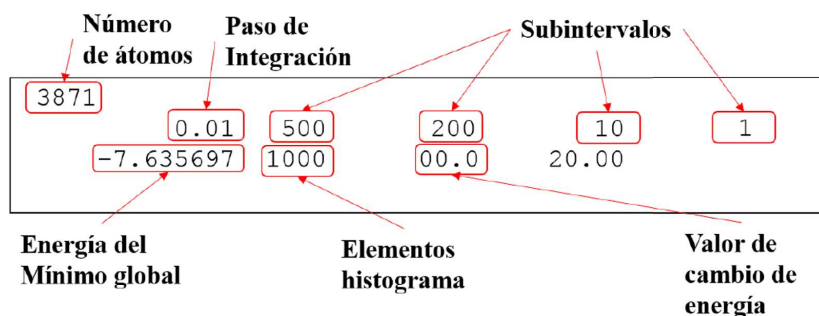 Número
de átomos
Paso de
Integración
Subintervalos
3871
0.01 500 200 10 1
-7.635697 1000 00.0 20.00
Energía del
Mínimo global
Elementos
histograma
Valor de
cambio de
energía